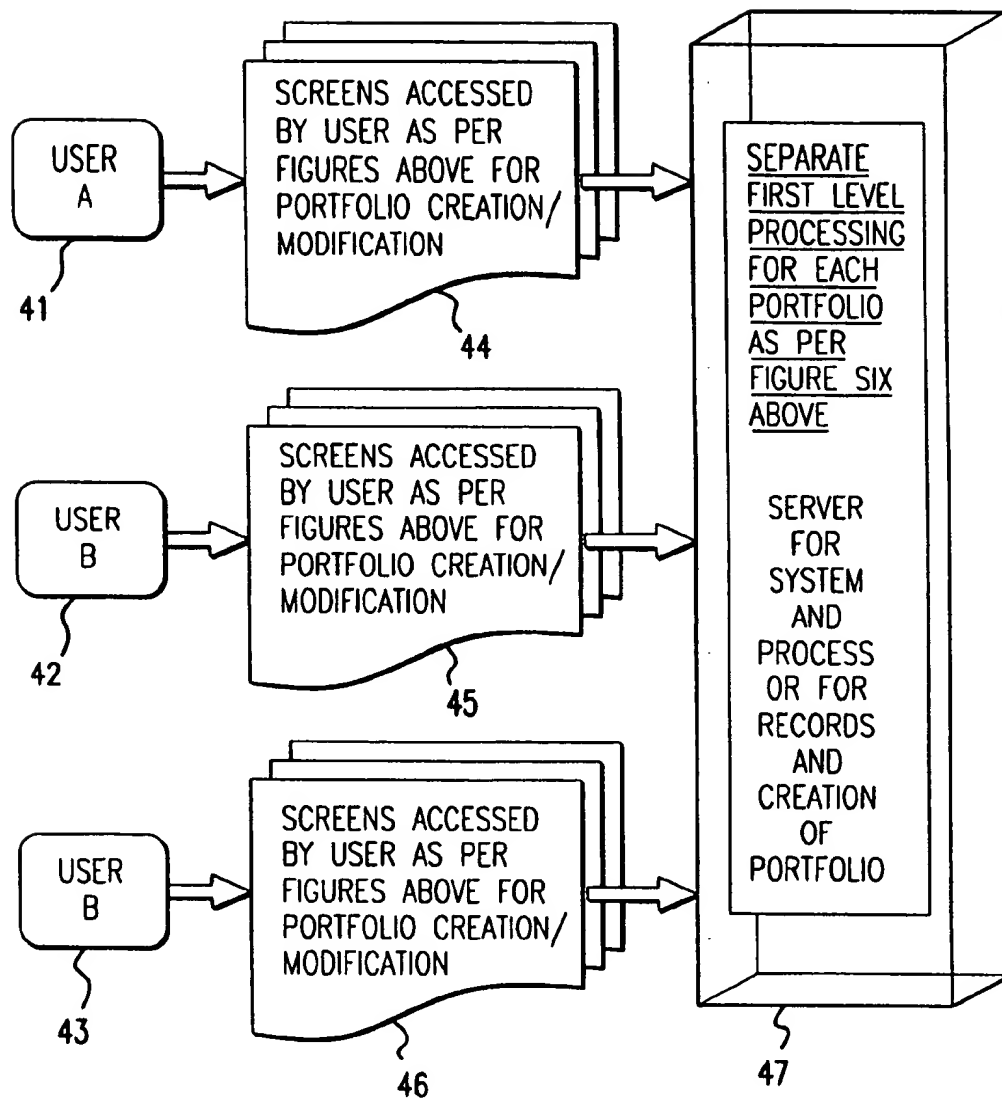 USER
A
41
SCREENS ACCESSED
BY USER AS PER
FIGURES ABOVE FOR
PORTFOLIO CREATION/
MODIFICATION
44
USER
B
42
SCREENS ACCESSED
BY USER AS PER
FIGURES ABOVE FOR
PORTFOLIO CREATION/
MODIFICATION
45
USER
B
43
SCREENS ACCESSED
BY USER AS PER
FIGURES ABOVE FOR
PORTFOLIO CREATION/
MODIFICATION
46
SEPARATE
FIRST LEVEL
PROCESSING
FOR EACH
PORTFOLIO
AS PER
FIGURE SIX
ABOVE
SERVER
FOR
SYSTEM
AND
PROCESS
OR FOR
RECORDS
AND
CREATION
OF
PORTFOLIO
47